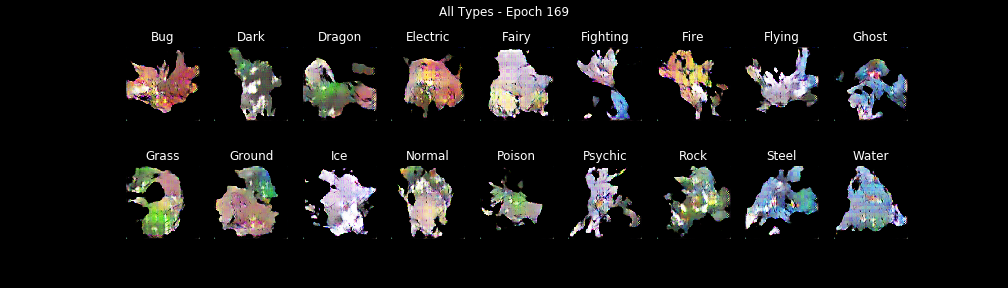 All Types - Epoch 169
Bug Dark Dragon Electric Fairy Fighting Fire Flying Ghost
Grass Ground Ice Normal Poison Psychic Rock Steel Water